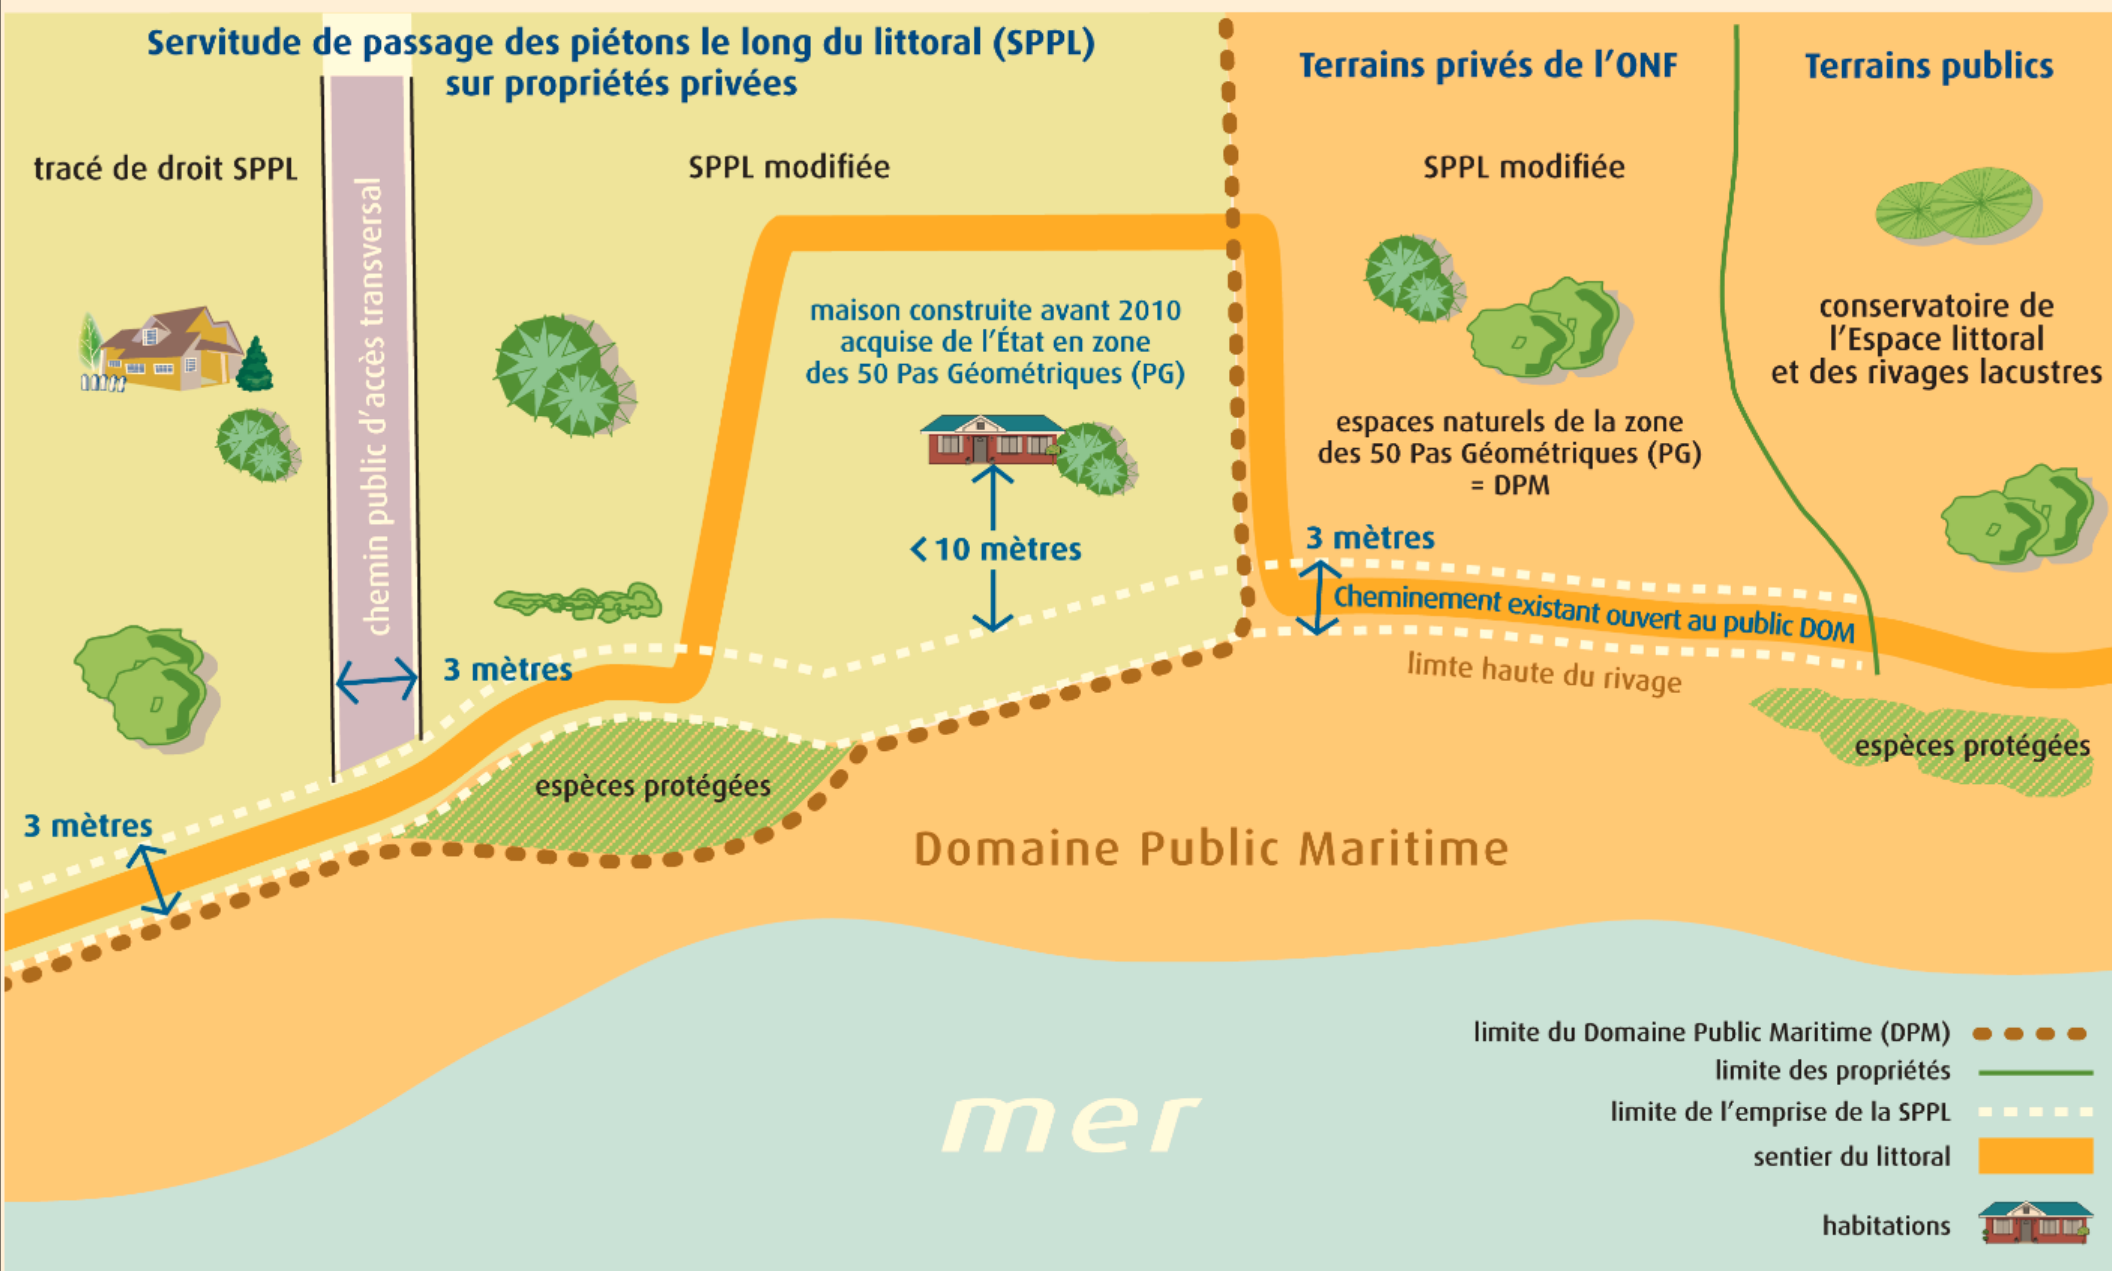 Servitude de passage des piétons le long du littoral (SPPL)
sur propriétés privées
Terrains privés de l'ONF
Terrains publics
tracé de droit SPPL
SPPL modifiée
SPPL modifiée
chemin public d'accès transversal
maison construite avant 2010
acquise de l'État en zone
des 50 Pas Géométriques (PG)
conservatoire de
l'Espace littoral
et des rivages lacustres
espaces naturels de la zone
des 50 Pas Géométriques (PG)
= DPM
< 10 mètres
3 mètres
Cheminement existant ouvert au public DOM
limte haute du rivage
3 mètres
espèces protégées
espèces protégées
3 mètres
Domaine Public Maritime
mer
limite du Domaine Public Maritime (DPM)
limite des propriétés
limite de l'emprise de la SPPL
sentier du littoral
habitations